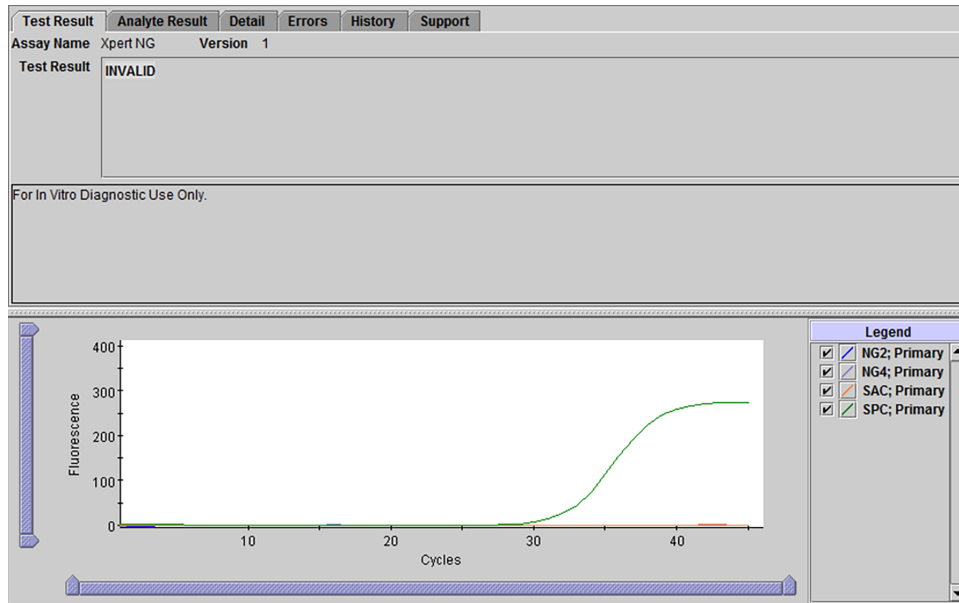 Test Result Analyte Result Detail Errors History Support
Assay Name Xpert NG Version 1
Test Result INVALID
For In Vitro Diagnostic Use Only.
Legend
NG2; Primary
NG4; Primary
SAC; Primary
SPC; Primary
400
300
200
100
0
Fluorescence
10 20 30 40
Cycles